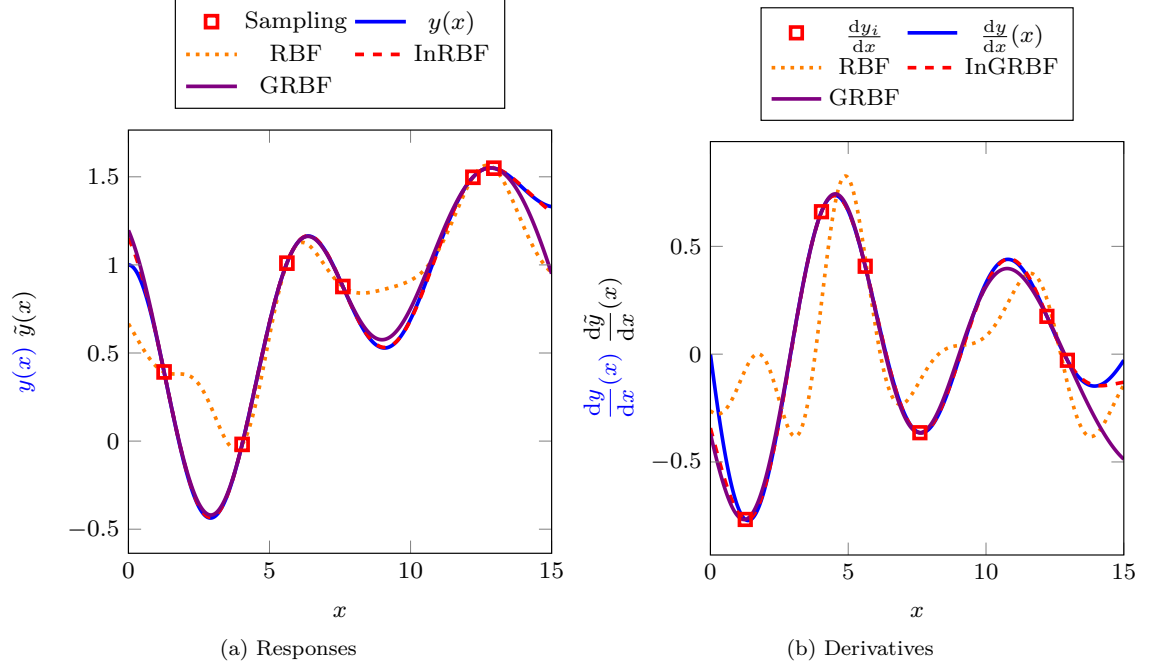 Sampling y(x)
RBF InRBF
GRBF
y(x) ỹ(x)
1.5
1
0.5
0
−0.5
0 5 10 15
x
(a) Responses
dy_i/dx dy/dx(x)
RBF InGRBF
GRBF
dy/dx(x) dỹ/dx(x)
0.5
0
−0.5
0 5 10 15
x
(b) Derivatives